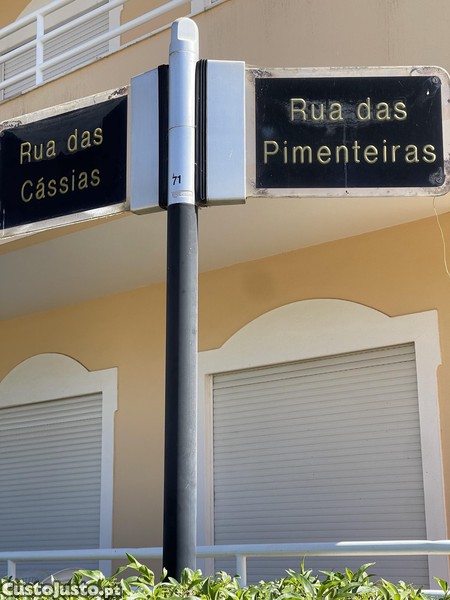 Rua das
Cássias
Rua das
Pimenteiras
71
CustoJusto.pt